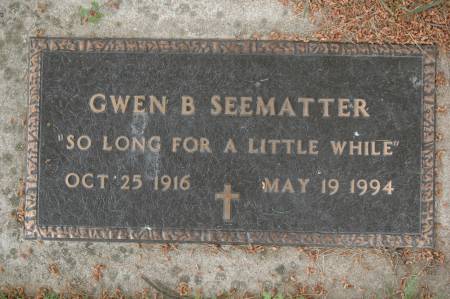 GWEN B SEEMATTER
"SO LONG FOR A LITTLE WHILE"
OCT 25 1916 MAY 19 1994